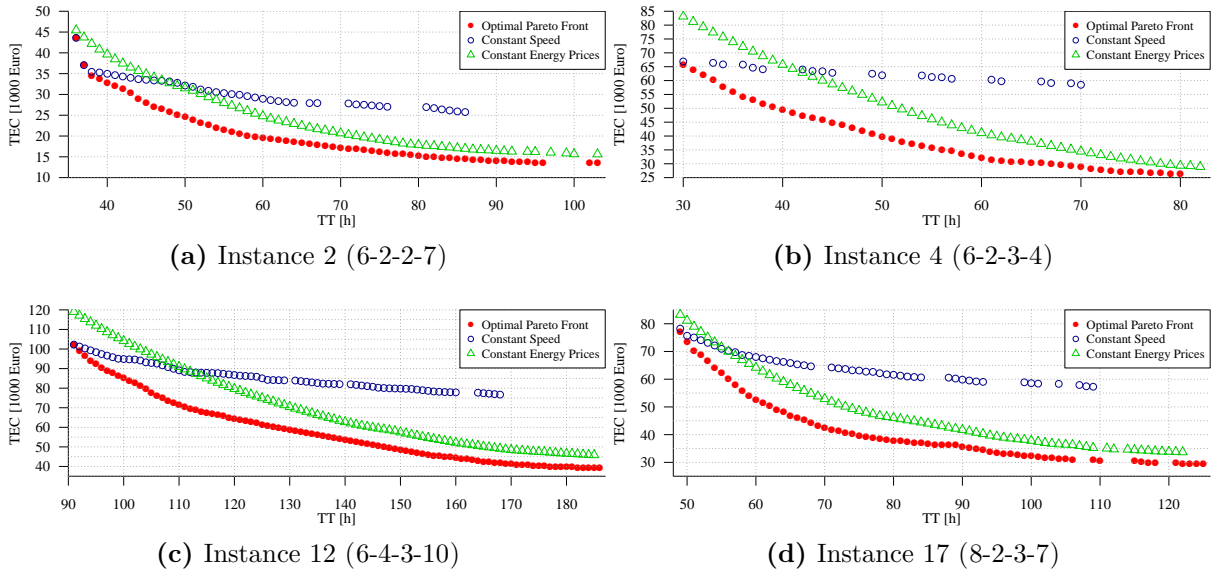 50
45
40
35
30
25
20
15
10
TEC [1000 Euro]
Optimal Pareto Front
Constant Speed
Constant Energy Prices
40 50 60 70 80 90 100
TT [h]
(a) Instance 2 (6-2-2-7)
85
80
75
70
65
60
55
50
45
40
35
30
25
TEC [1000 Euro]
Optimal Pareto Front
Constant Speed
Constant Energy Prices
30 40 50 60 70 80
TT [h]
(b) Instance 4 (6-2-3-4)
120
100
90
80
70
60
50
40
TEC [1000 Euro]
Optimal Pareto Front
Constant Speed
Constant Energy Prices
90 100 110 120 130 140 150 160 170 180
TT [h]
(c) Instance 12 (6-4-3-10)
80
70
60
50
40
30
TEC [1000 Euro]
Optimal Pareto Front
Constant Speed
Constant Energy Prices
50 60 70 80 90 100 110 120
TT [h]
(d) Instance 17 (8-2-3-7)